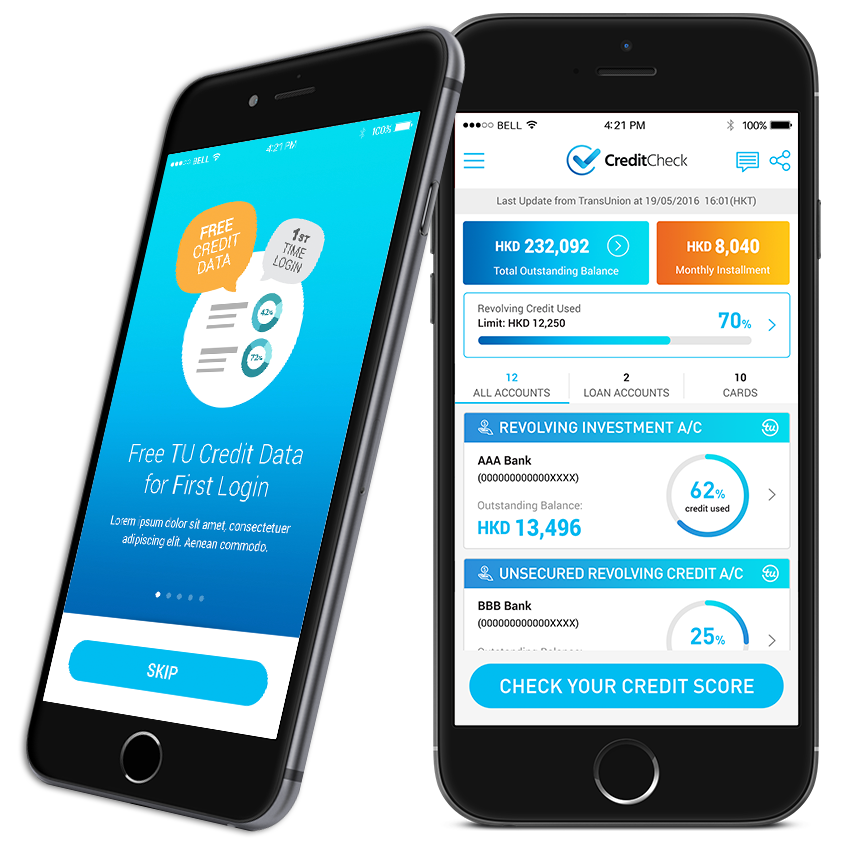 BELL
4:21 PM
100%
FREE
CREDIT
DATA
1ST
TIME
LOGIN
42%
72%
Free TU Credit Data
for First Login
Lorem ipsum dolor sit amet, consectetuer
adipiscing elit. Aenean commodo.
SKIP
BELL
4:21 PM
100%
CreditCheck
Last Update from TransUnion at 19/05/2016 16:01(HKT)
HKD 232,092
Total Outstanding Balance
HKD 8,040
Monthly Installment
Revolving Credit Used
Limit: HKD 12,250
70%
12
ALL ACCOUNTS
2
LOAN ACCOUNTS
10
CARDS
REVOLVING INVESTMENT A/C
tu
AAA Bank
(000000000000XXXX)
Outstanding Balance:
HKD 13,496
62%
credit used
UNSECURED REVOLVING CREDIT A/C
tu
BBB Bank
(000000000000XXXX)
25%
CHECK YOUR CREDIT SCORE